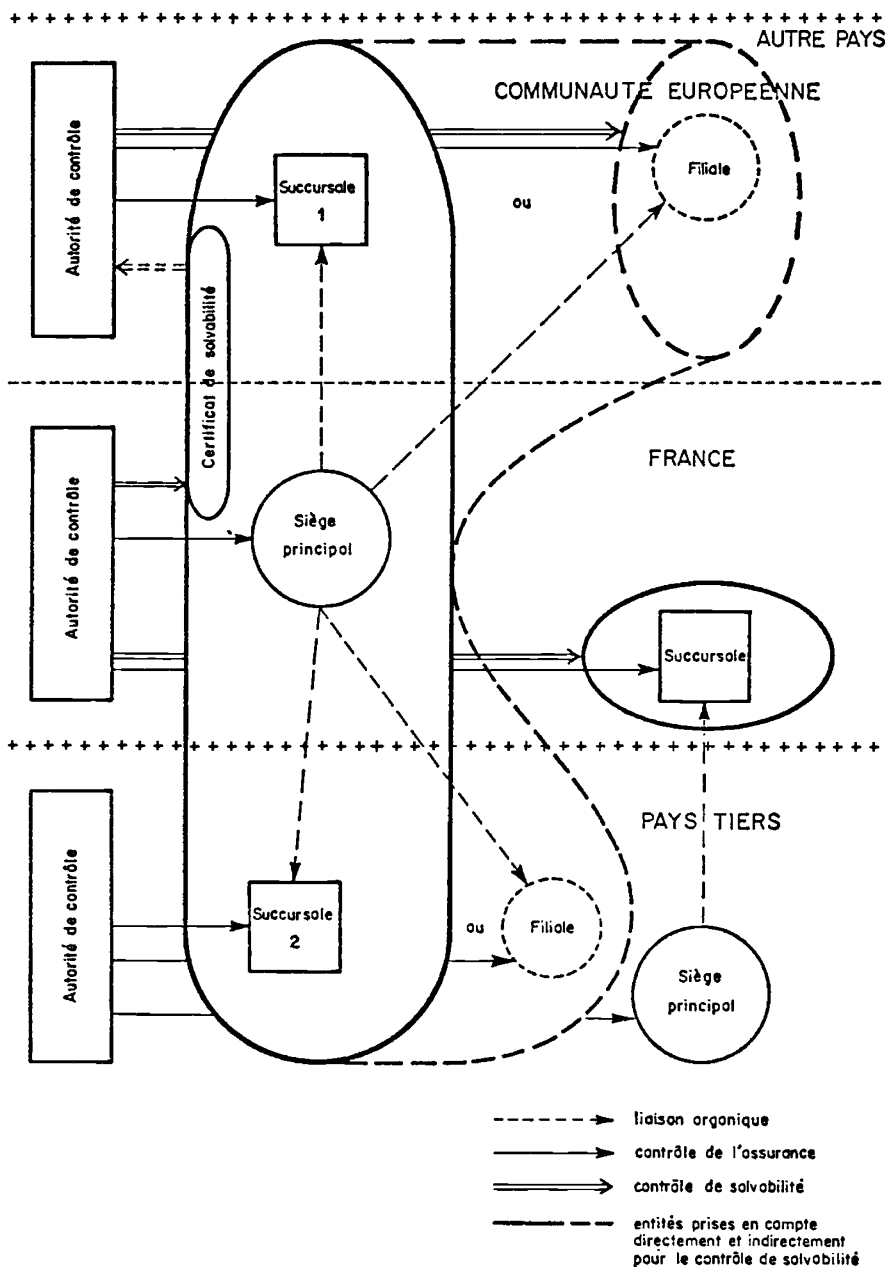 AUTRE PAYS
COMMUNAUTÉ EUROPÉENNE
Autorité de contrôle
Succursale
1
ou
Filiale
Certificat de solvabilité
FRANCE
Autorité de contrôle
Siège
principal
Succursale
PAYS TIERS
Autorité de contrôle
Succursale
2
ou
Filiale
Siège
principal
liaison organique
contrôle de l'assurance
contrôle de solvabilité
entités prises en compte
directement et indirectement
pour le contrôle de solvabilité